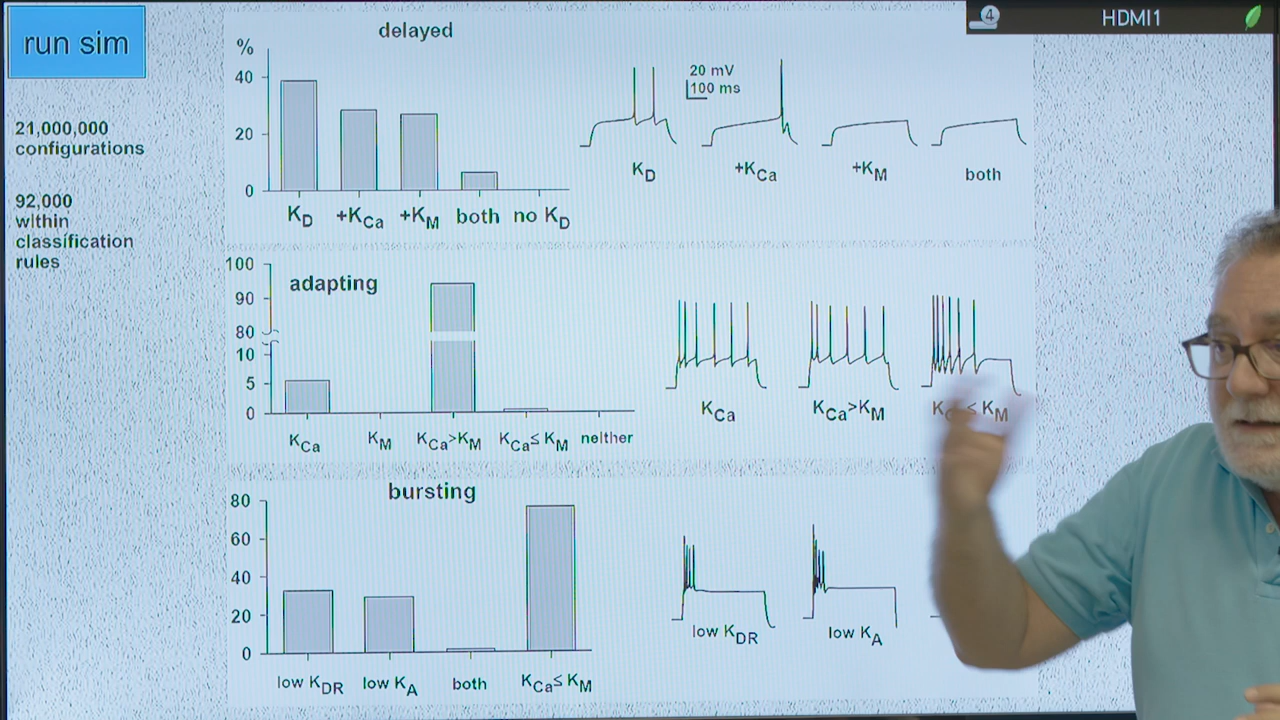 4
HDMI1
run sim
21,000,000
configurations
92,000
within
classification
rules
delayed
%
40
20
0
K_D +K_Ca +K_M both no K_D
20 mV
100 ms
K_D +K_Ca +K_M both
adapting
100
90
80
10
5
0
K_Ca K_M K_Ca>K_M K_Ca≤ K_M neither
K_Ca K_Ca>K_M K_Ca≤ K_M
bursting
80
60
40
20
0
low K_DR low K_A both K_Ca≤ K_M
low K_DR low K_A